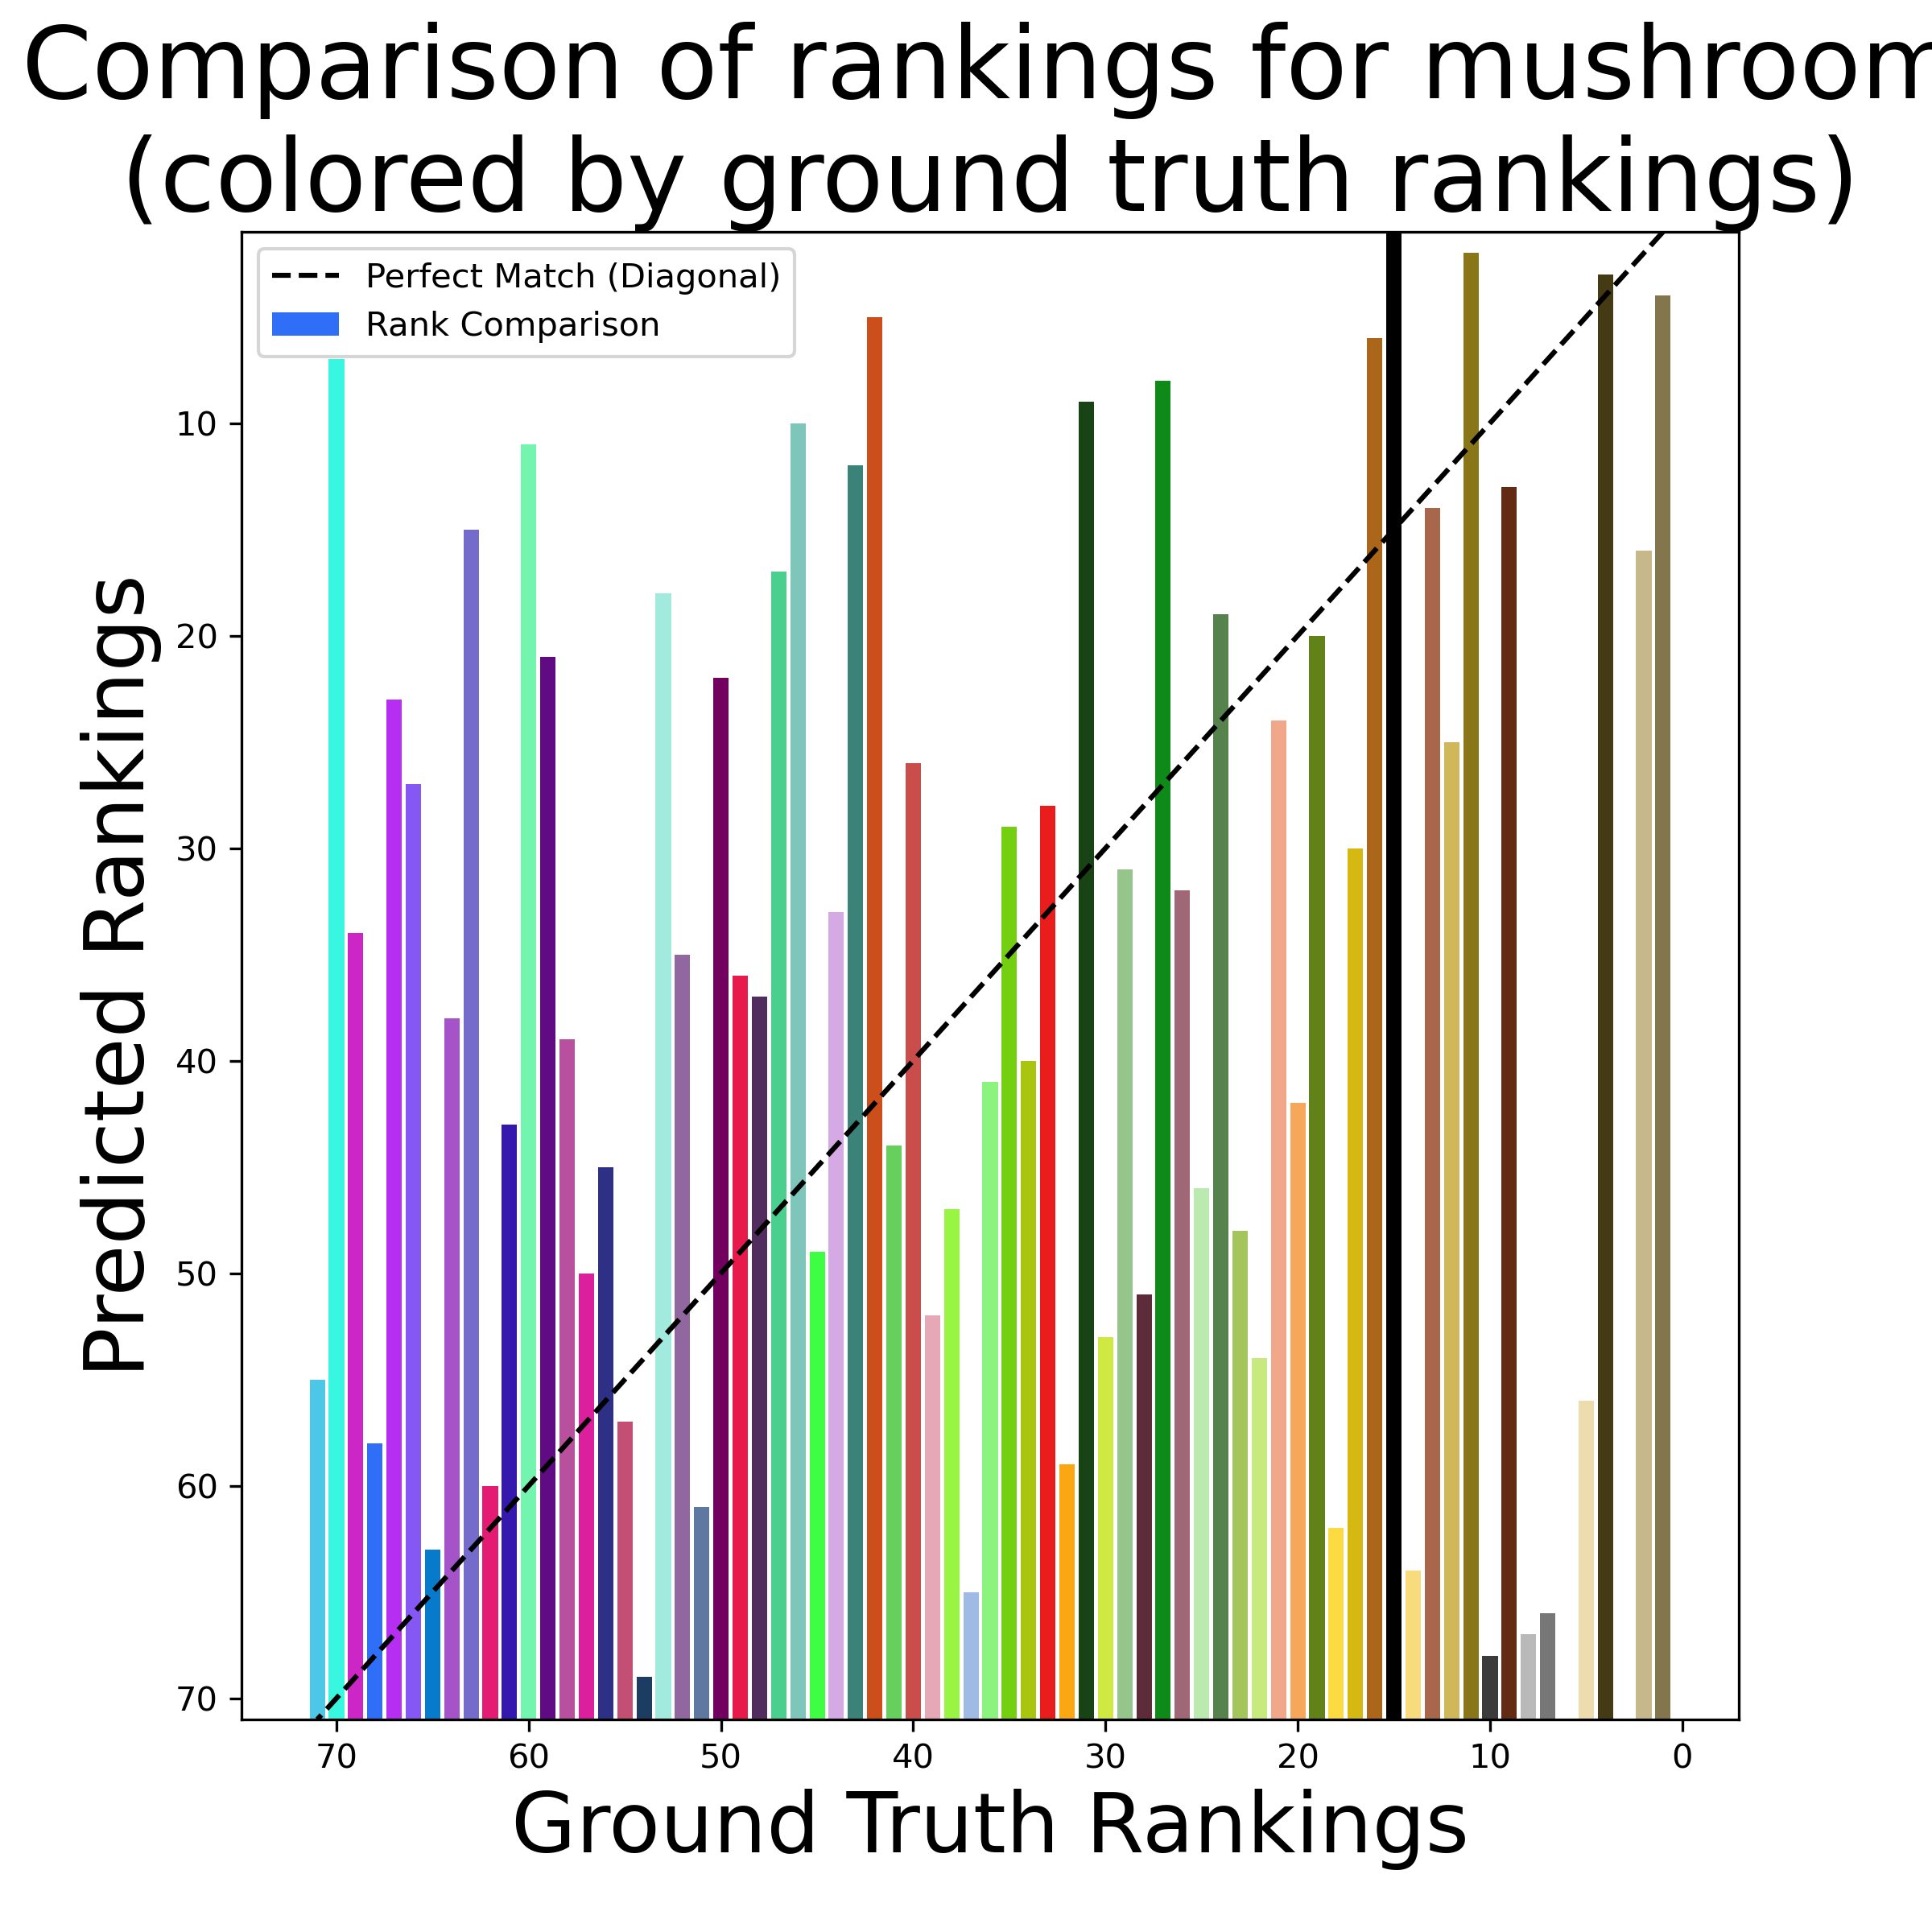 Comparison of rankings for mushroom
(colored by ground truth rankings)
Perfect Match (Diagonal)
Rank Comparison
Predicted Rankings
10
20
30
40
50
60
70
70 60 50 40 30 20 10 0
Ground Truth Rankings